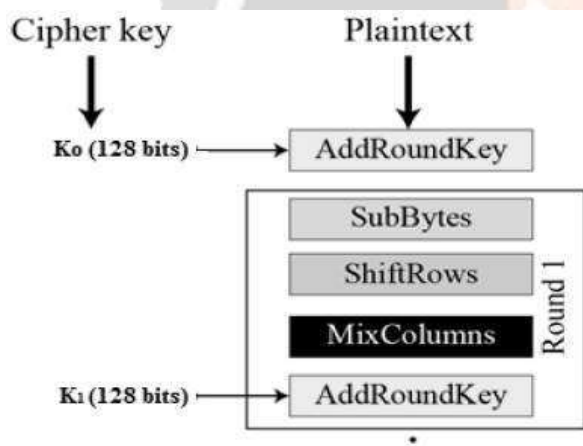 Cipher key Plaintext
K0 (128 bits) AddRoundKey
SubBytes
ShiftRows
MixColumns
Round 1
K1 (128 bits) AddRoundKey